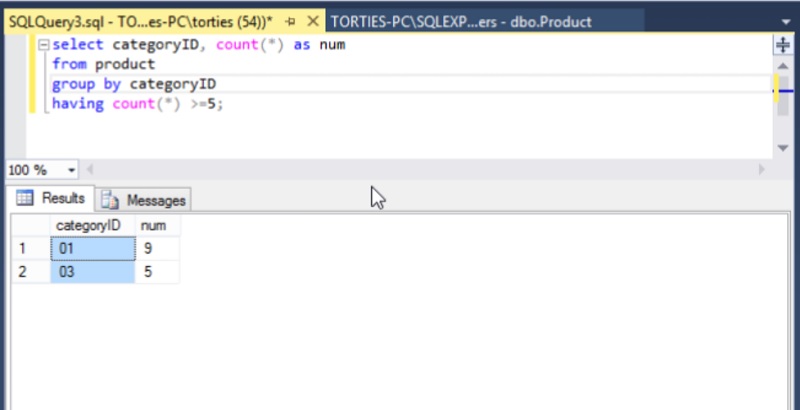 SQLQuery3.sql - TO...es-PC\torties (54))* TORTIES-PC\SQLEXP...ers - dbo.Product
select categoryID, count(*) as num
from product
group by categoryID
having count(*) >=5;
100 %
Results Messages
categoryID num
1 01 9
2 03 5